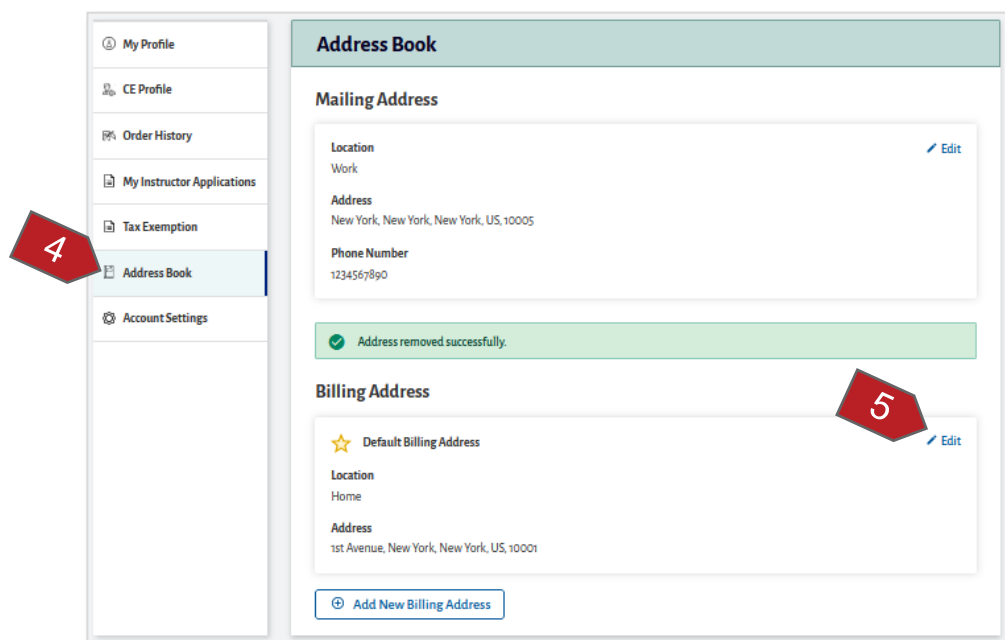 My Profile
CE Profile
Order History
My Instructor Applications
Tax Exemption
4
Address Book
Account Settings
Address Book
Mailing Address
Location
Edit
Work
Address
New York, New York, New York, US, 10005
Phone Number
1234567890
Address removed successfully.
Billing Address
5
Default Billing Address
Edit
Location
Home
Address
1st Avenue, New York, New York, US, 10001
Add New Billing Address